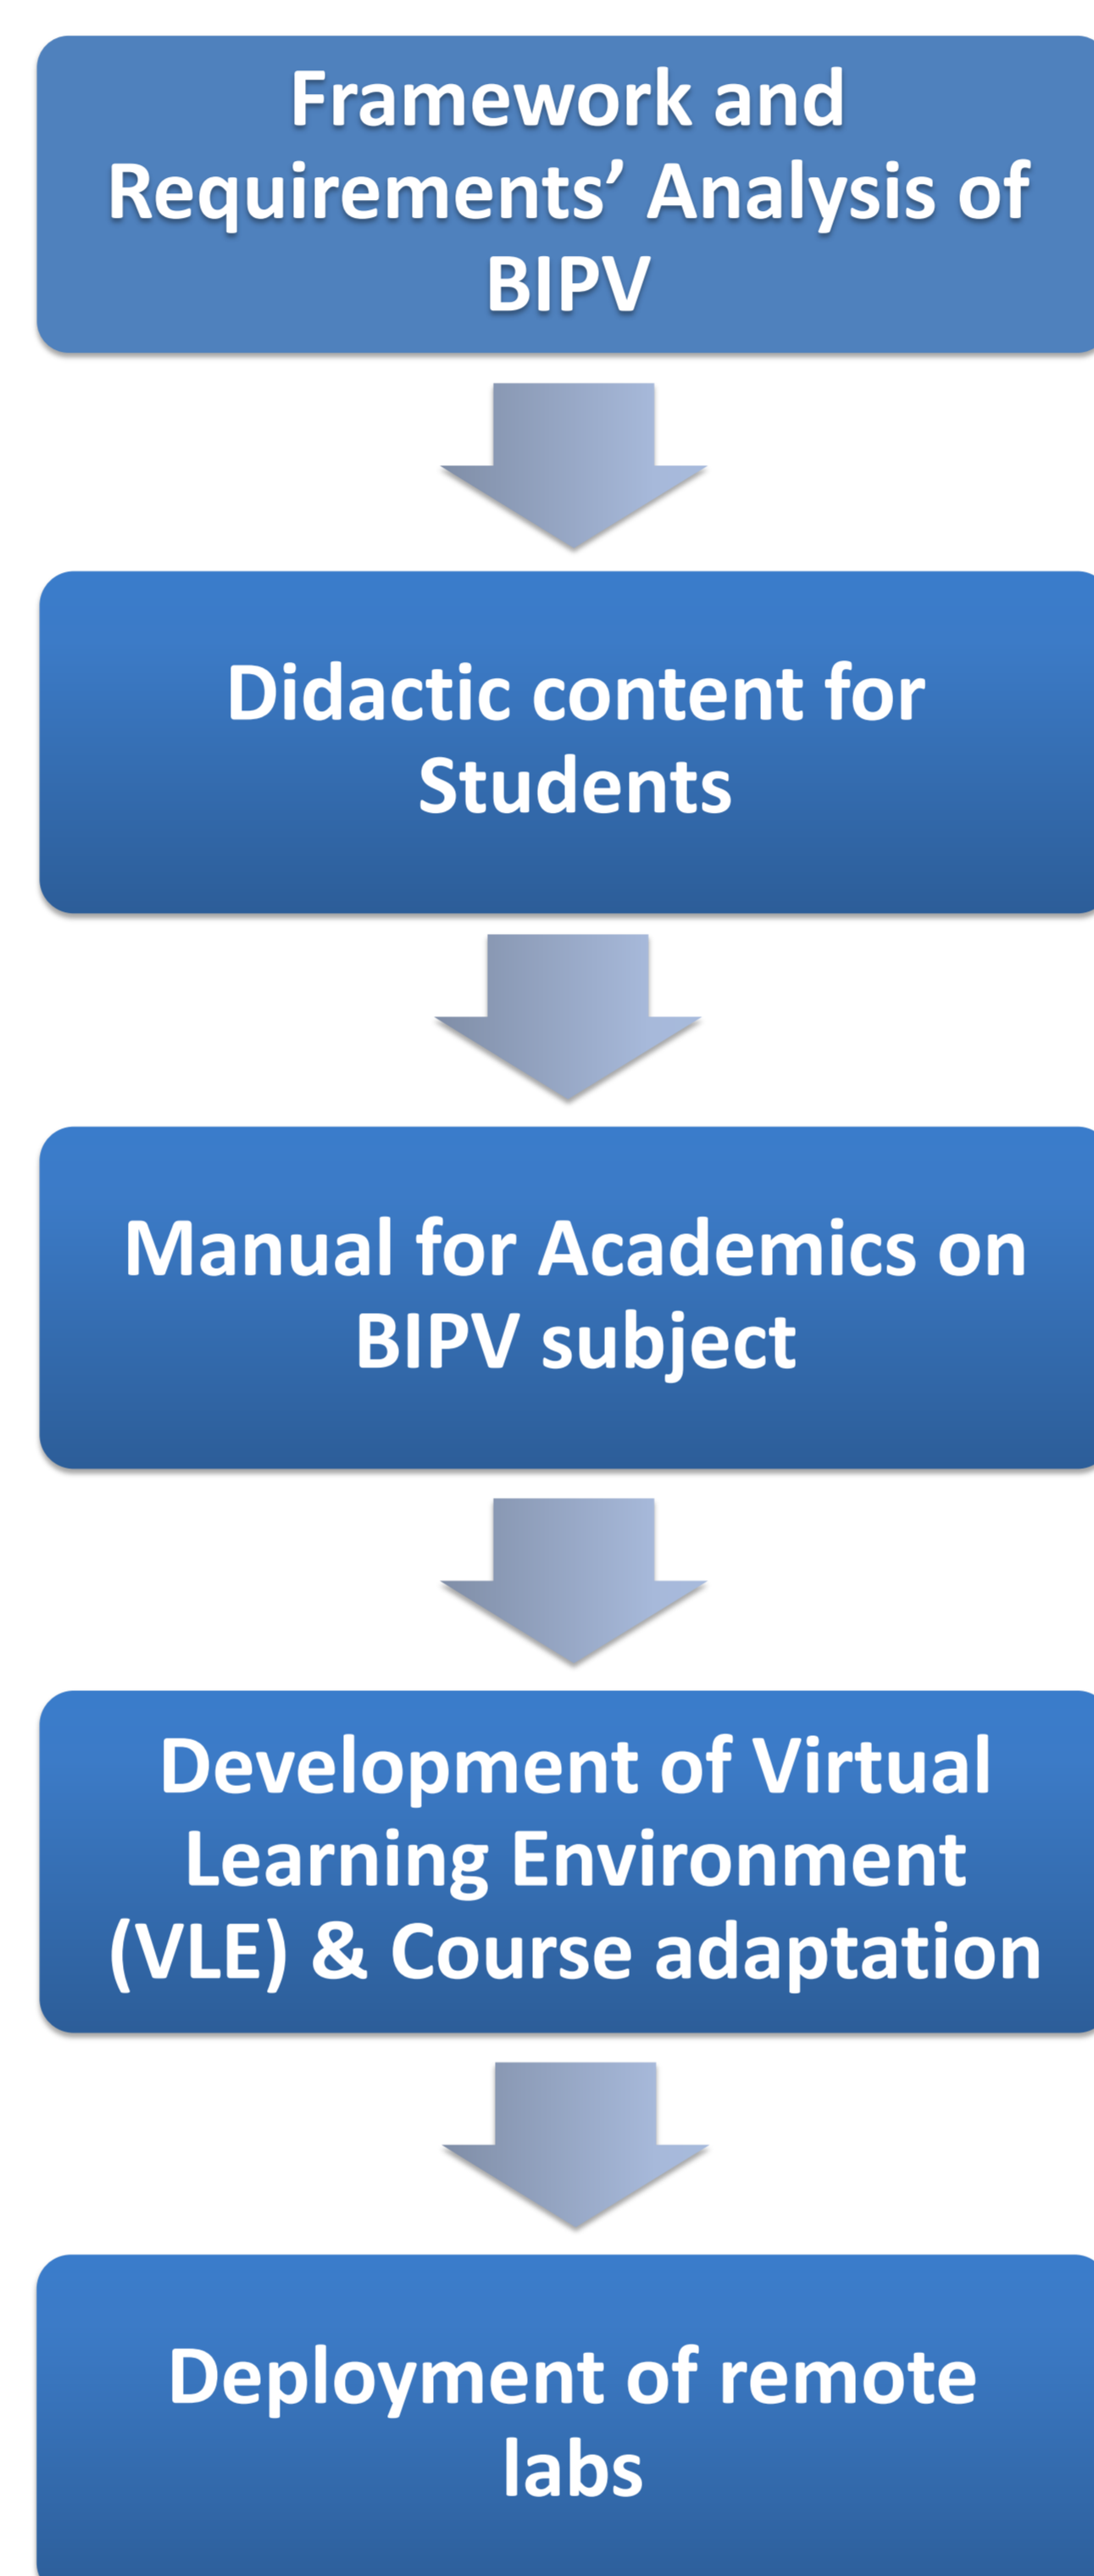 Framework and
Requirements’ Analysis of
BIPV
Didactic content for
Students
Manual for Academics on
BIPV subject
Development of Virtual
Learning Environment
(VLE) & Course adaptation
Deployment of remote
labs